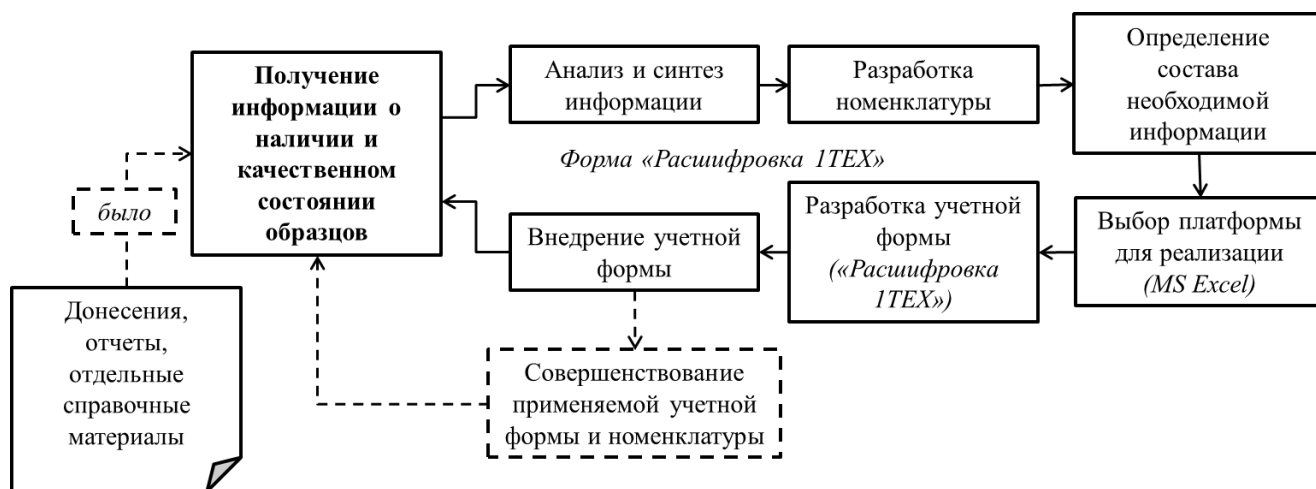 Получение
информации о
наличии и
качественном
состоянии
образцов
Анализ и синтез
информации
Разработка
номенклатуры
Определение
состава
необходимой
информации
Форма «Расшифровка 1ТЕХ»
было
Внедрение учетной
формы
Разработка учетной
формы
(«Расшифровка
1ТЕХ»)
Выбор платформы
для реализации
(MS Excel)
Донесения,
отчеты,
отдельные
справочные
материалы
Совершенствование
применяемой учетной
формы и номенклатуры